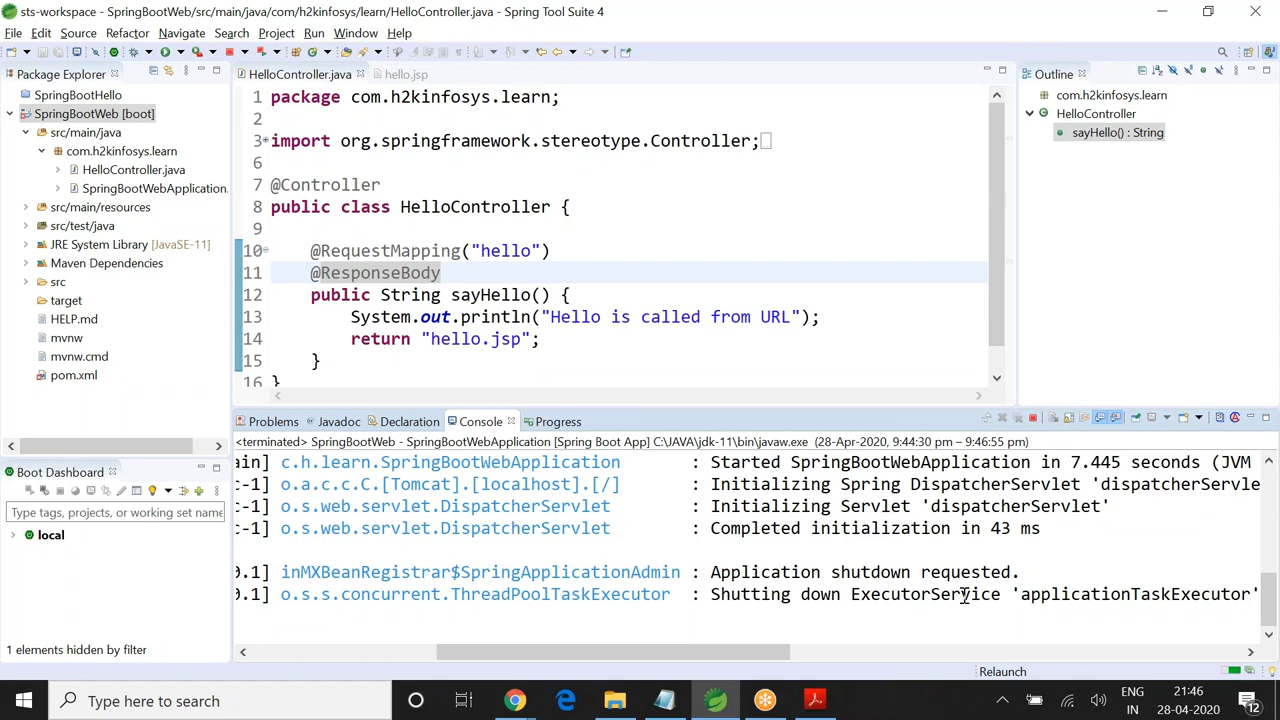 sts-workspace - SpringBootWeb/src/main/java/com/h2kinfosys/learn/HelloController.java - Spring Tool Suite 4
File Edit Source Refactor Navigate Search Project Run Window Help
Package Explorer
SpringBootHello
SpringBootWeb [boot]
src/main/java
com.h2kinfosys.learn
HelloController.java
SpringBootWebApplication.
src/main/resources
src/test/java
JRE System Library [JavaSE-11]
Maven Dependencies
src
target
HELP.md
mvnw
mvnw.cmd
pom.xml
HelloController.java hello.jsp
1 package com.h2kinfosys.learn;
2
3 import org.springframework.stereotype.Controller;
6
7 @Controller
8 public class HelloController {
9
10 @RequestMapping("hello")
11 @ResponseBody
12 public String sayHello() {
13 System.out.println("Hello is called from URL");
14 return "hello.jsp";
15 }
16 }
Outline
com.h2kinfosys.learn
HelloController
sayHello() : String
Boot Dashboard
Type tags, projects, or working set name
local
1 elements hidden by filter
Problems Javadoc Declaration Console Progress
<terminated> SpringBootWeb - SpringBootWebApplication [Spring Boot App] C:\JAVA\jdk-11\bin\javaw.exe (28-Apr-2020, 9:44:30 pm – 9:46:55 pm)
ain] c.h.learn.SpringBootWebApplication : Started SpringBootWebApplication in 7.445 seconds (JVM
c-1] o.a.c.c.C.[Tomcat].[localhost].[/] : Initializing Spring DispatcherServlet 'dispatcherServle
c-1] o.s.web.servlet.DispatcherServlet : Initializing Servlet 'dispatcherServlet'
c-1] o.s.web.servlet.DispatcherServlet : Completed initialization in 43 ms
0.1] inMXBeanRegistrar$SpringApplicationAdmin : Application shutdown requested.
0.1] o.s.s.concurrent.ThreadPoolTaskExecutor : Shutting down ExecutorService 'applicationTaskExecutor'
Relaunch
Type here to search
ENG
IN
21:46
28-04-2020
12